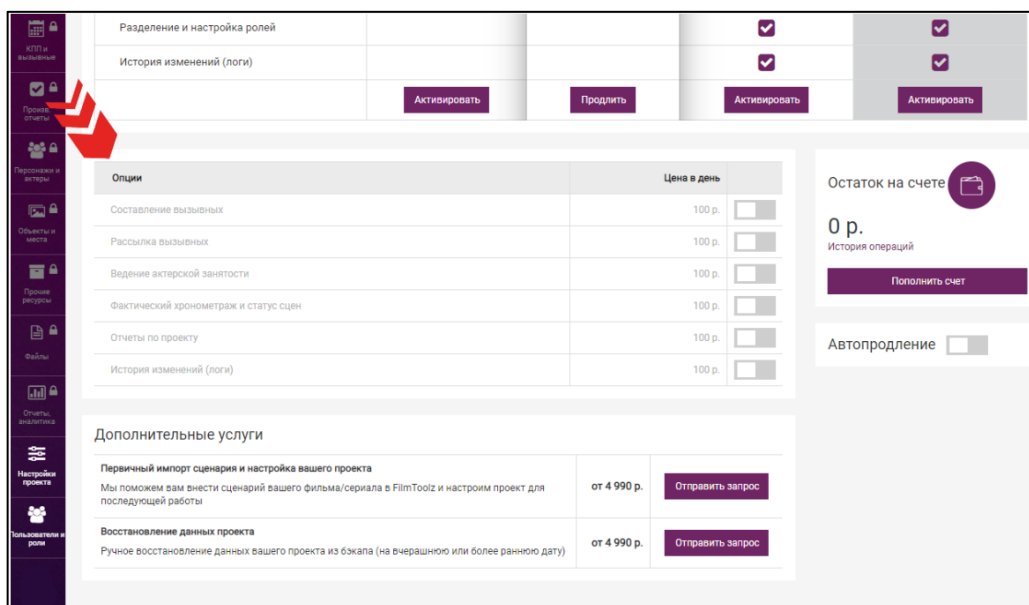 КПП и
вызывные
Произв.
отчеты
Персонажи и
актеры
Объекты и
места
Прочие
ресурсы
Файлы
Отчеты,
аналитика
Настройки
проекта
Пользователи и
роли
Разделение и настройка ролей
История изменений (логи)
Активировать Продлить Активировать Активировать
Опции Цена в день
Составление вызывных 100 р.
Рассылка вызывных 100 р.
Ведение актерской занятости 100 р.
Фактический хронометраж и статус сцен 100 р.
Отчеты по проекту 100 р.
История изменений (логи) 100 р.
Остаток на счете
0 р.
История операций
Пополнить счет
Автопродление
Дополнительные услуги
Первичный импорт сценария и настройка вашего проекта
Мы поможем вам внести сценарий вашего фильма/сериала в FilmToolz и настроим проект для
последующей работы
от 4 990 р. Отправить запрос
Восстановление данных проекта
Ручное восстановление данных вашего проекта из бэкапа (на вчерашнюю или более раннюю дату)
от 4 990 р. Отправить запрос